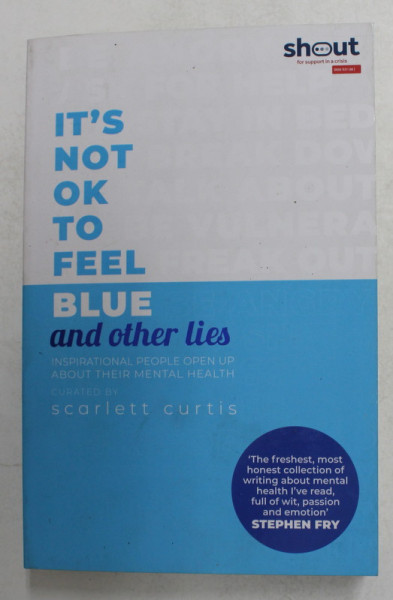 shout
for support in a crisis
IT'S
NOT
OK
TO
FEEL
BLUE
and other lies
INSPIRATIONAL PEOPLE OPEN UP
ABOUT THEIR MENTAL HEALTH
CURATED BY
scarlett curtis
'The freshest, most
honest collection of
writing about mental
health I've read,
full of wit, passion
and emotion'
STEPHEN FRY